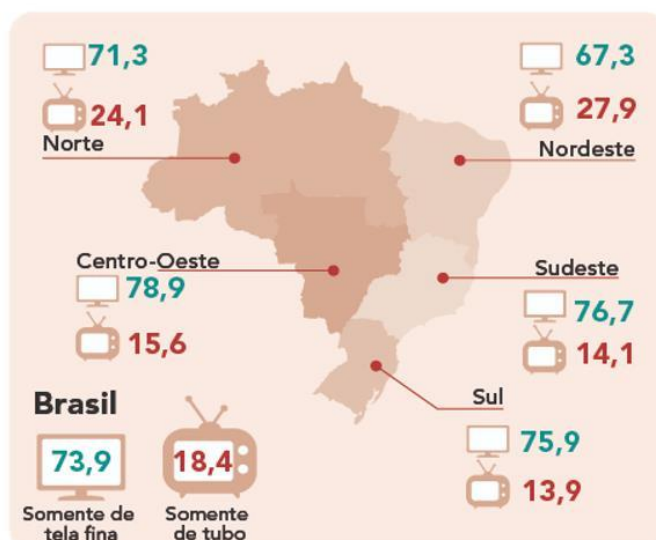 71,3
24,1
Norte
67,3
27,9
Nordeste
Centro-Oeste
78,9
15,6
Sudeste
76,7
14,1
Sul
75,9
13,9
Brasil
73,9
Somente de
tela fina
18,4
Somente
de tubo